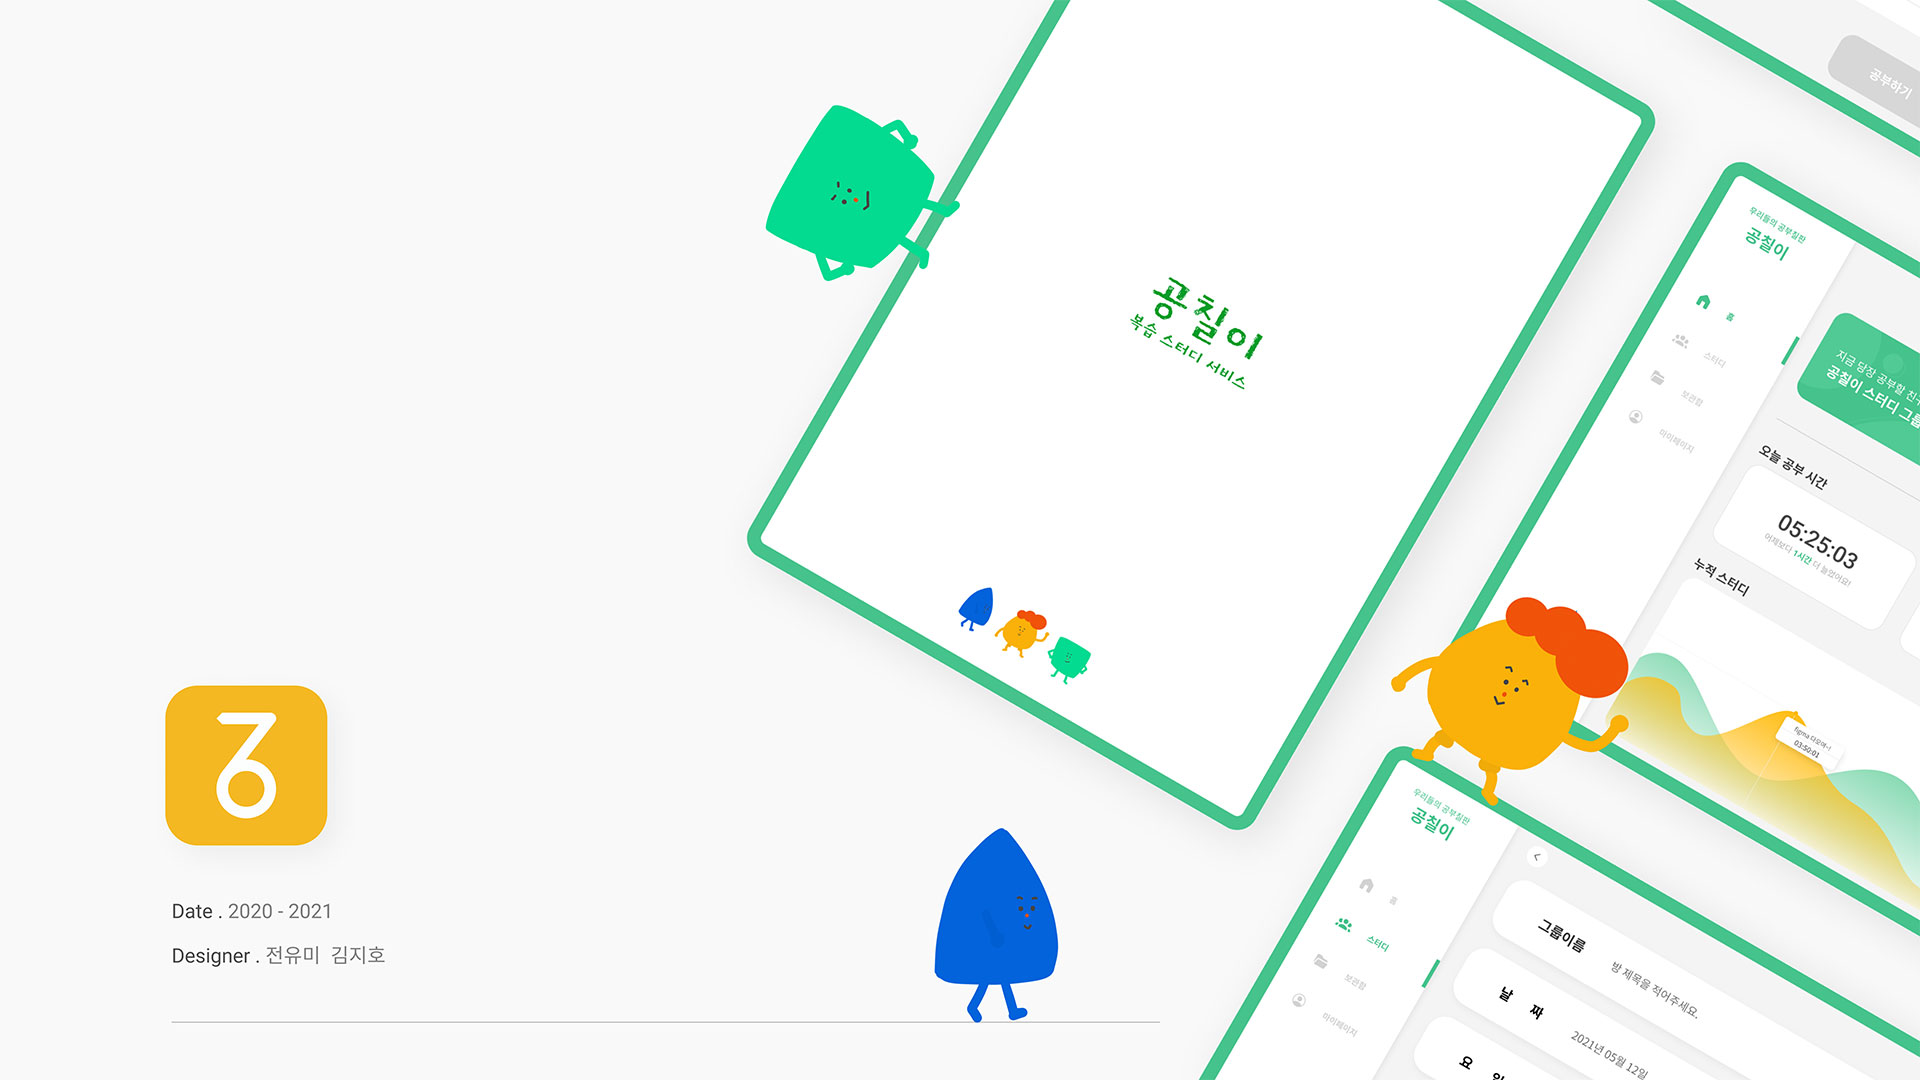 공칠이
복습 스터디 서비스
Date . 2020 - 2021
Designer . 전유미 김지호
공부하기
우리들의 공부칠판
공칠이
홈
스터디
보관함
마이페이지
지금 당장 공부할 친구
공칠이 스터디 그룹
오늘 공부 시간
05:25:03
어제보다 1시간 더 늘었어요!
누적 스터디
figma 다모여~!
03:50:01
우리들의 공부칠판
공칠이
홈
스터디
보관함
마이페이지
그룹이름 방 제목을 적어주세요.
날 짜 2021년 05월 12일
요